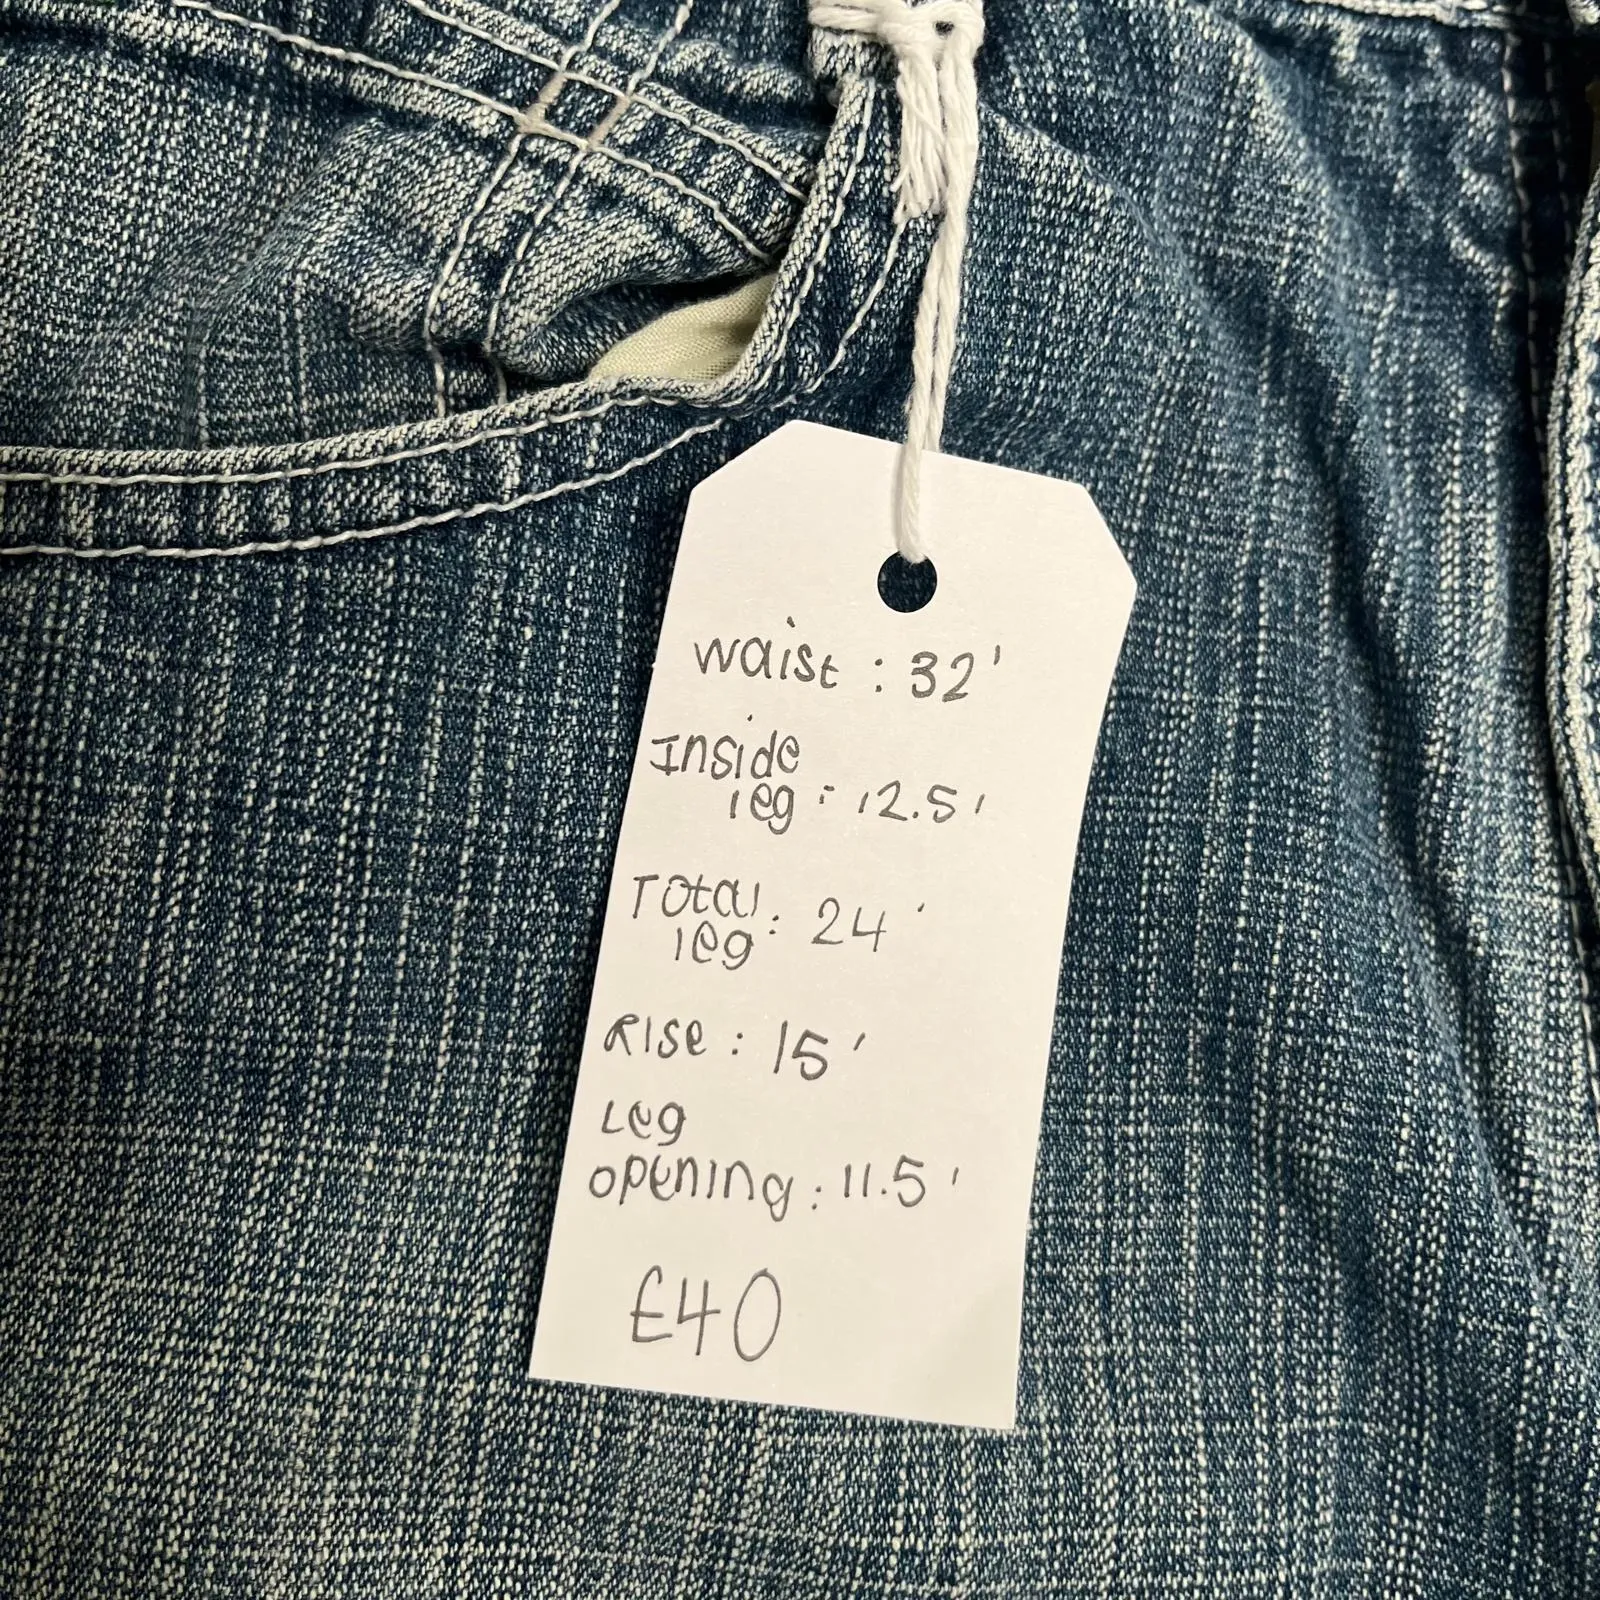 waist : 32'
Inside
leg : 12.5'
Total
leg : 24'
Rise : 15'
Leg
opening : 11.5'
£40